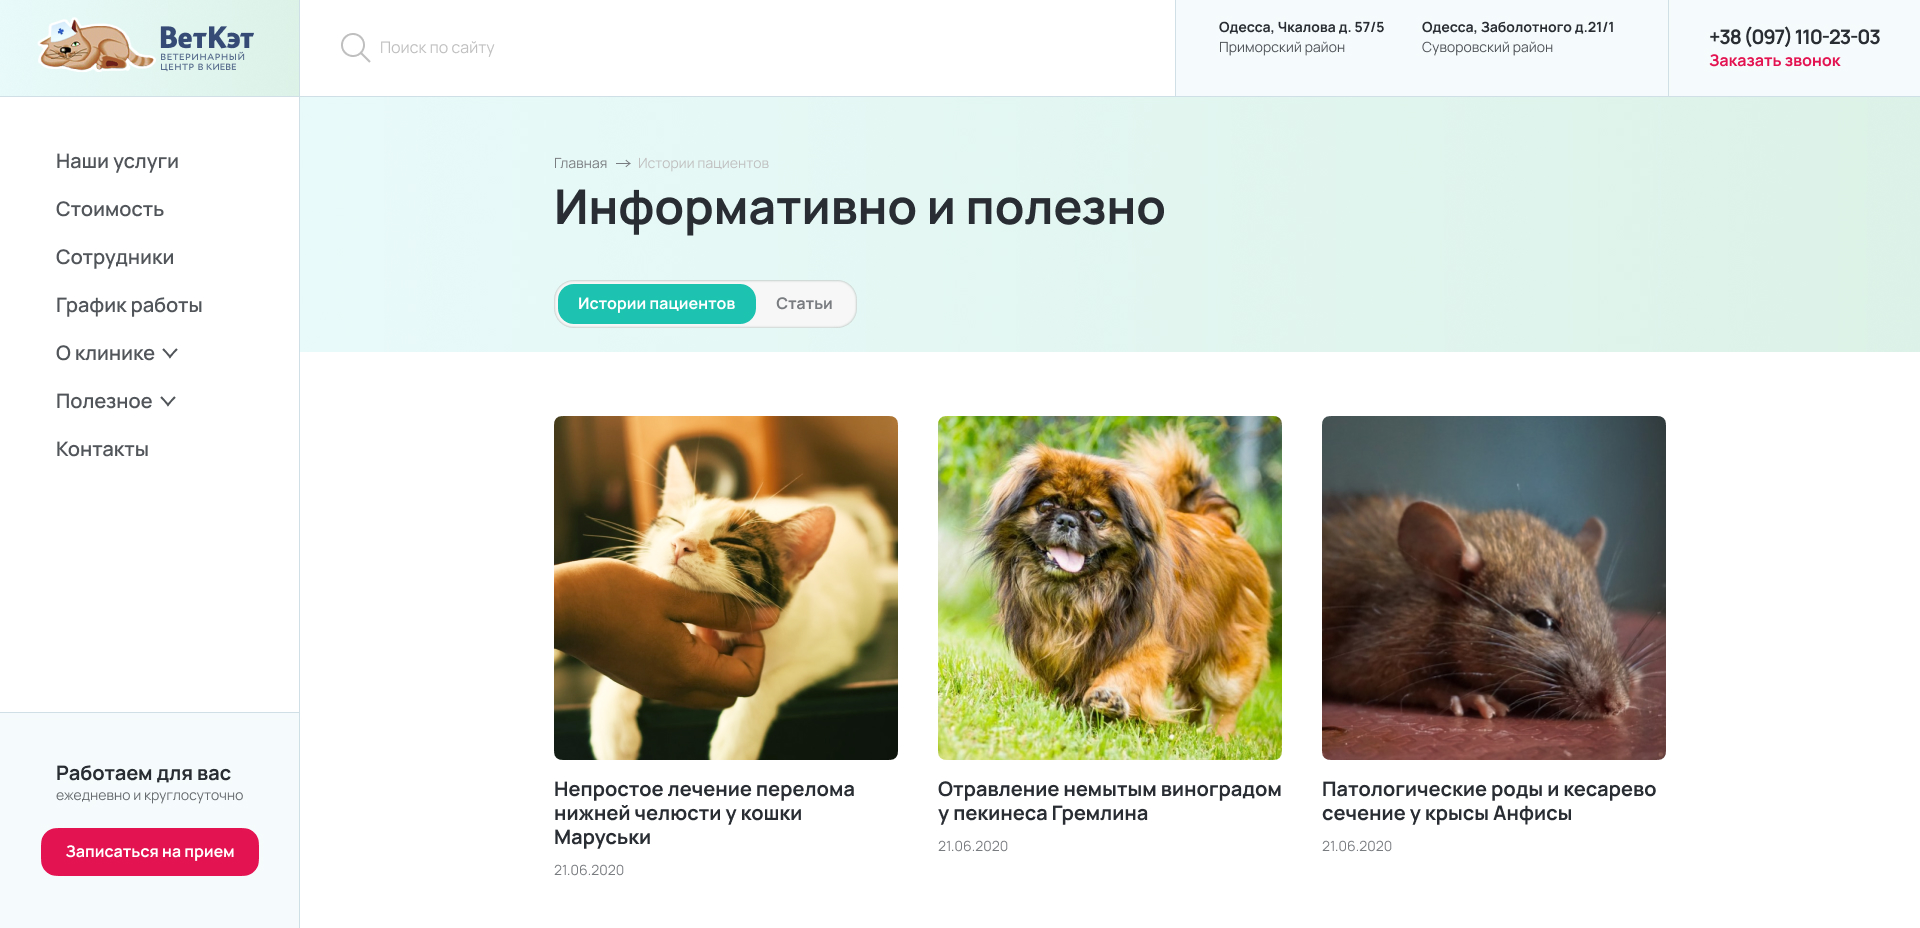 ВетКэт
ВЕТЕРИНАРНЫЙ
ЦЕНТР В КИЕВЕ
Поиск по сайту
Одесса, Чкалова д. 57/5
Приморский район
Одесса, Заболотного д.21/1
Суворовский район
+38 (097) 110-23-03
Заказать звонок
Наши услуги
Стоимость
Сотрудники
График работы
О клинике
Полезное
Контакты
Работаем для вас
ежедневно и круглосуточно
Записаться на прием
Главная → Истории пациентов
Информативно и полезно
Истории пациентов
Статьи
Непростое лечение перелома
нижней челюсти у кошки
Маруськи
21.06.2020
Отравление немытым виноградом
у пекинеса Гремлина
21.06.2020
Патологические роды и кесарево
сечение у крысы Анфисы
21.06.2020